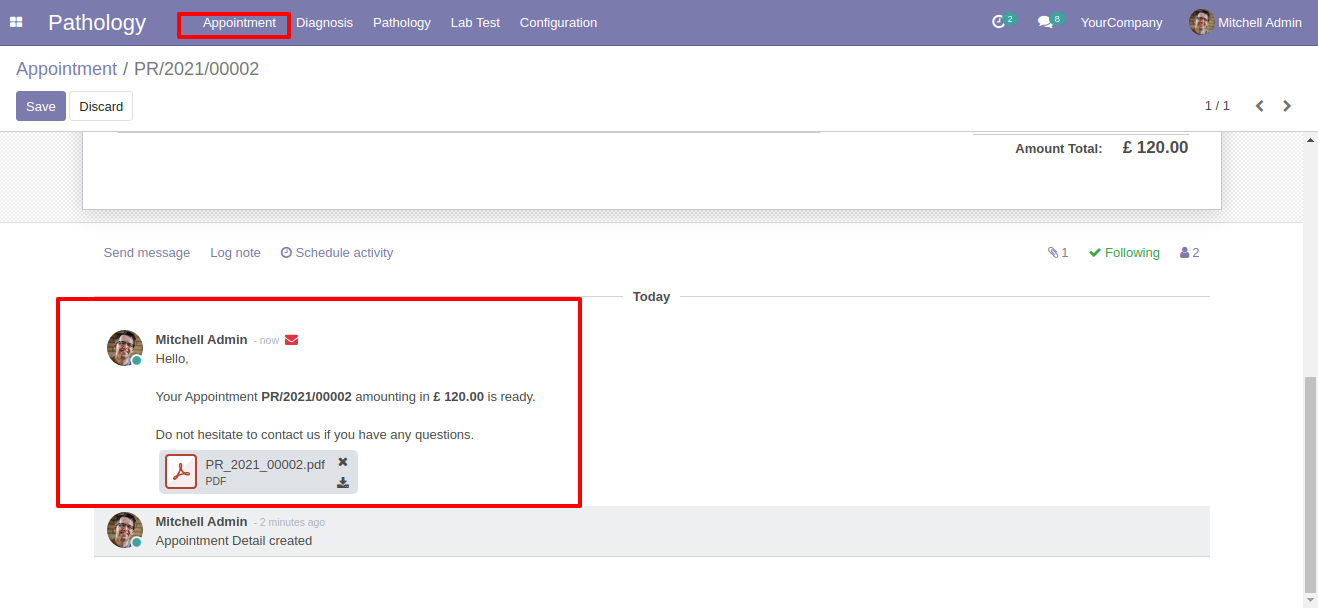 Pathology Appointment Diagnosis Pathology Lab Test Configuration 2 8 YourCompany Mitchell Admin
Appointment / PR/2021/00002
Save Discard 1 / 1
Amount Total: £ 120.00
Send message Log note Schedule activity 1 Following 2
Today
Mitchell Admin - now
Hello,
Your Appointment PR/2021/00002 amounting in £ 120.00 is ready.
Do not hesitate to contact us if you have any questions.
PR_2021_00002.pdf
PDF
Mitchell Admin - 2 minutes ago
Appointment Detail created